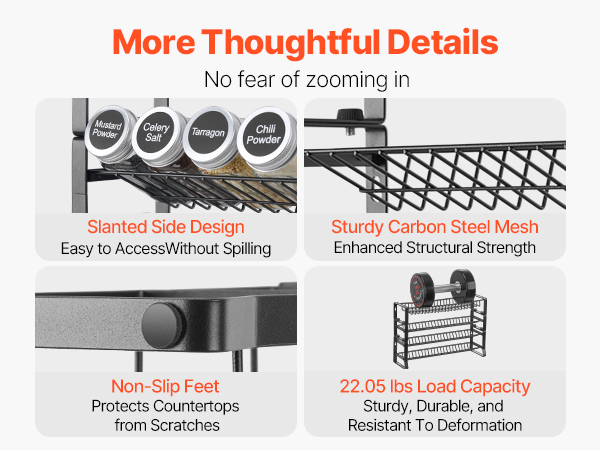 More Thoughtful Details
No fear of zooming in
Mustard
Powder
Celery
Salt
Tarragon
Chili
Powder
Slanted Side Design
Easy to AccessWithout Spilling
Sturdy Carbon Steel Mesh
Enhanced Structural Strength
Non-Slip Feet
Protects Countertops
from Scratches
22.05 lbs Load Capacity
Sturdy, Durable, and
Resistant To Deformation